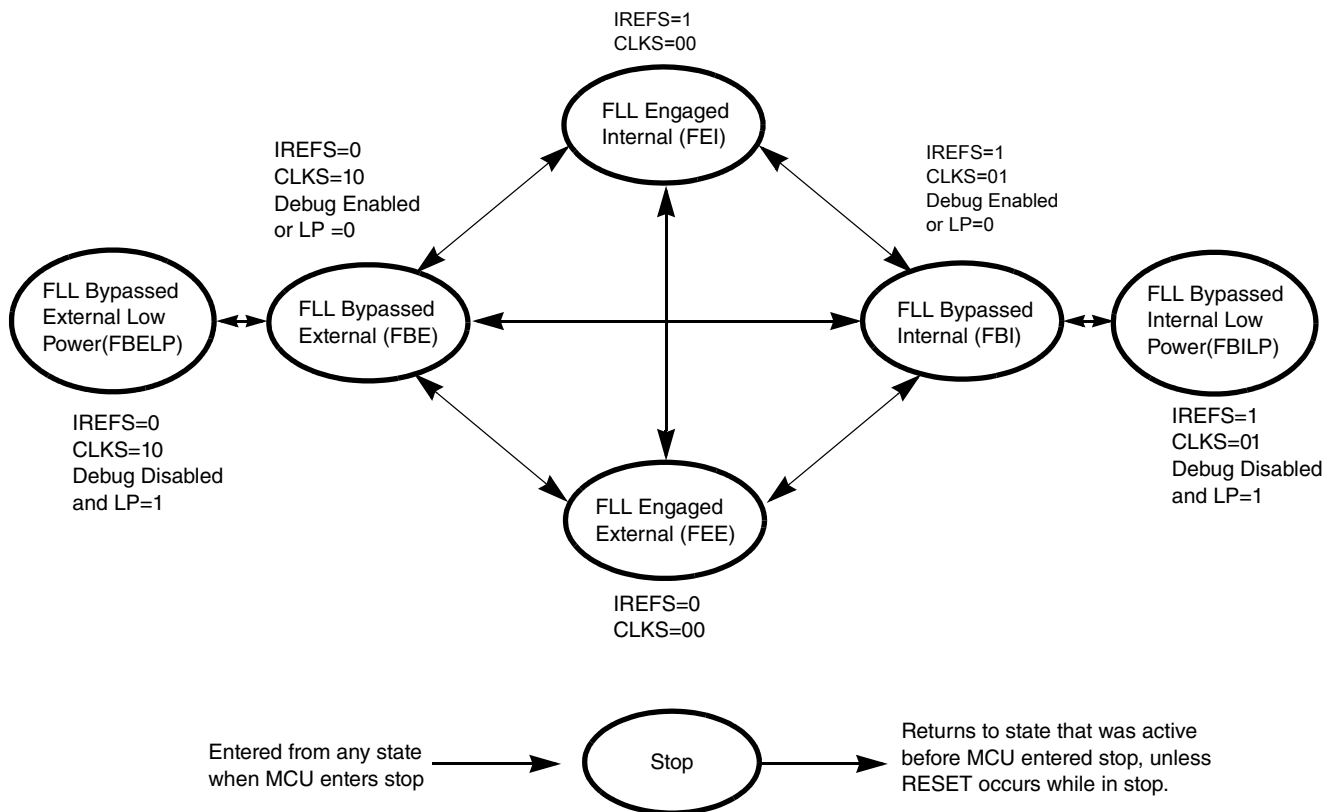 IREFS=1
CLKS=00
FLL Engaged
Internal (FEI)
IREFS=0
CLKS=10
Debug Enabled
or LP =0
IREFS=1
CLKS=01
Debug Enabled
or LP=0
FLL Bypassed
External Low
Power(FBELP)
FLL Bypassed
External (FBE)
FLL Bypassed
Internal (FBI)
FLL Bypassed
Internal Low
Power(FBILP)
IREFS=0
CLKS=10
Debug Disabled
and LP=1
IREFS=1
CLKS=01
Debug Disabled
and LP=1
FLL Engaged
External (FEE)
IREFS=0
CLKS=00
Entered from any state
when MCU enters stop
Stop
Returns to state that was active
before MCU entered stop, unless
RESET occurs while in stop.